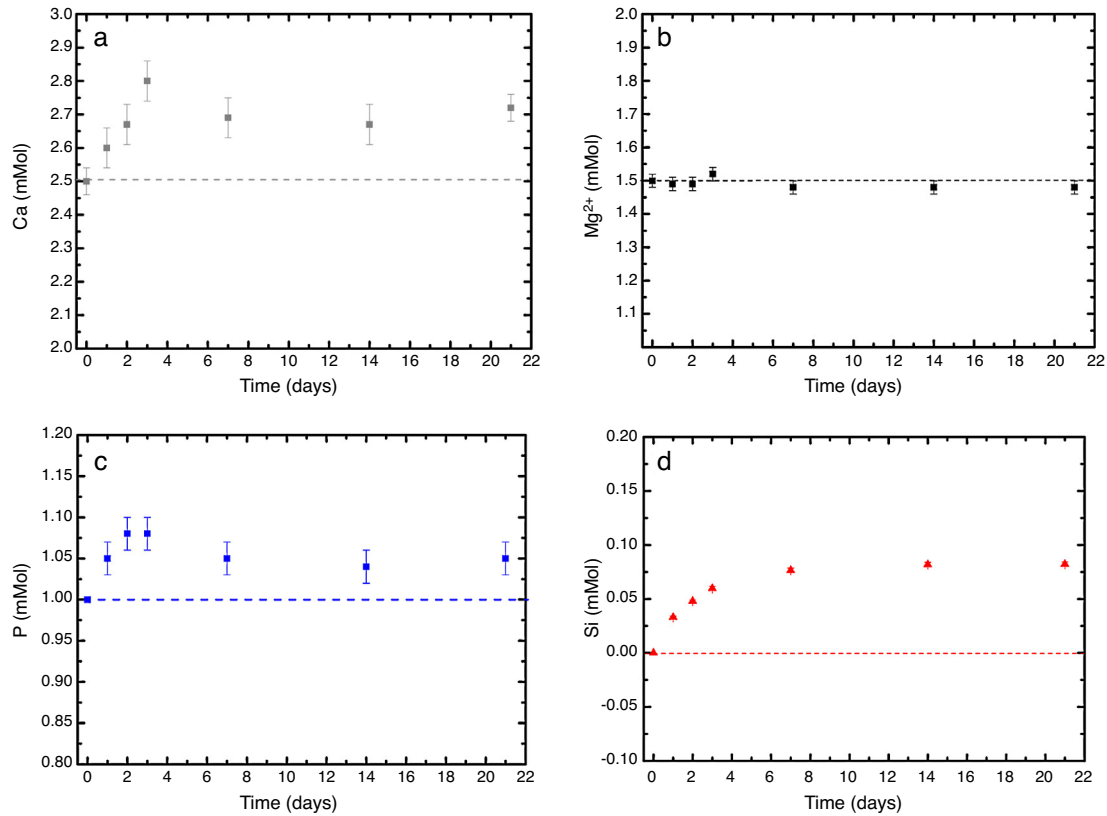 a
Ca (mMol)
3.0
2.9
2.8
2.7
2.6
2.5
2.4
2.3
2.2
2.1
2.0
0 2 4 6 8 10 12 14 16 18 20 22
Time (days)
b
Mg²⁺ (mMol)
2.0
1.9
1.8
1.7
1.6
1.5
1.4
1.3
1.2
1.1
0 2 4 6 8 10 12 14 16 18 20 22
Time (days)
c
P (mMol)
1.20
1.15
1.10
1.05
1.00
0.95
0.90
0.85
0.80
0 2 4 6 8 10 12 14 16 18 20 22
Time (days)
d
Si (mMol)
0.20
0.15
0.10
0.05
0.00
-0.05
-0.10
0 2 4 6 8 10 12 14 16 18 20 22
Time (days)